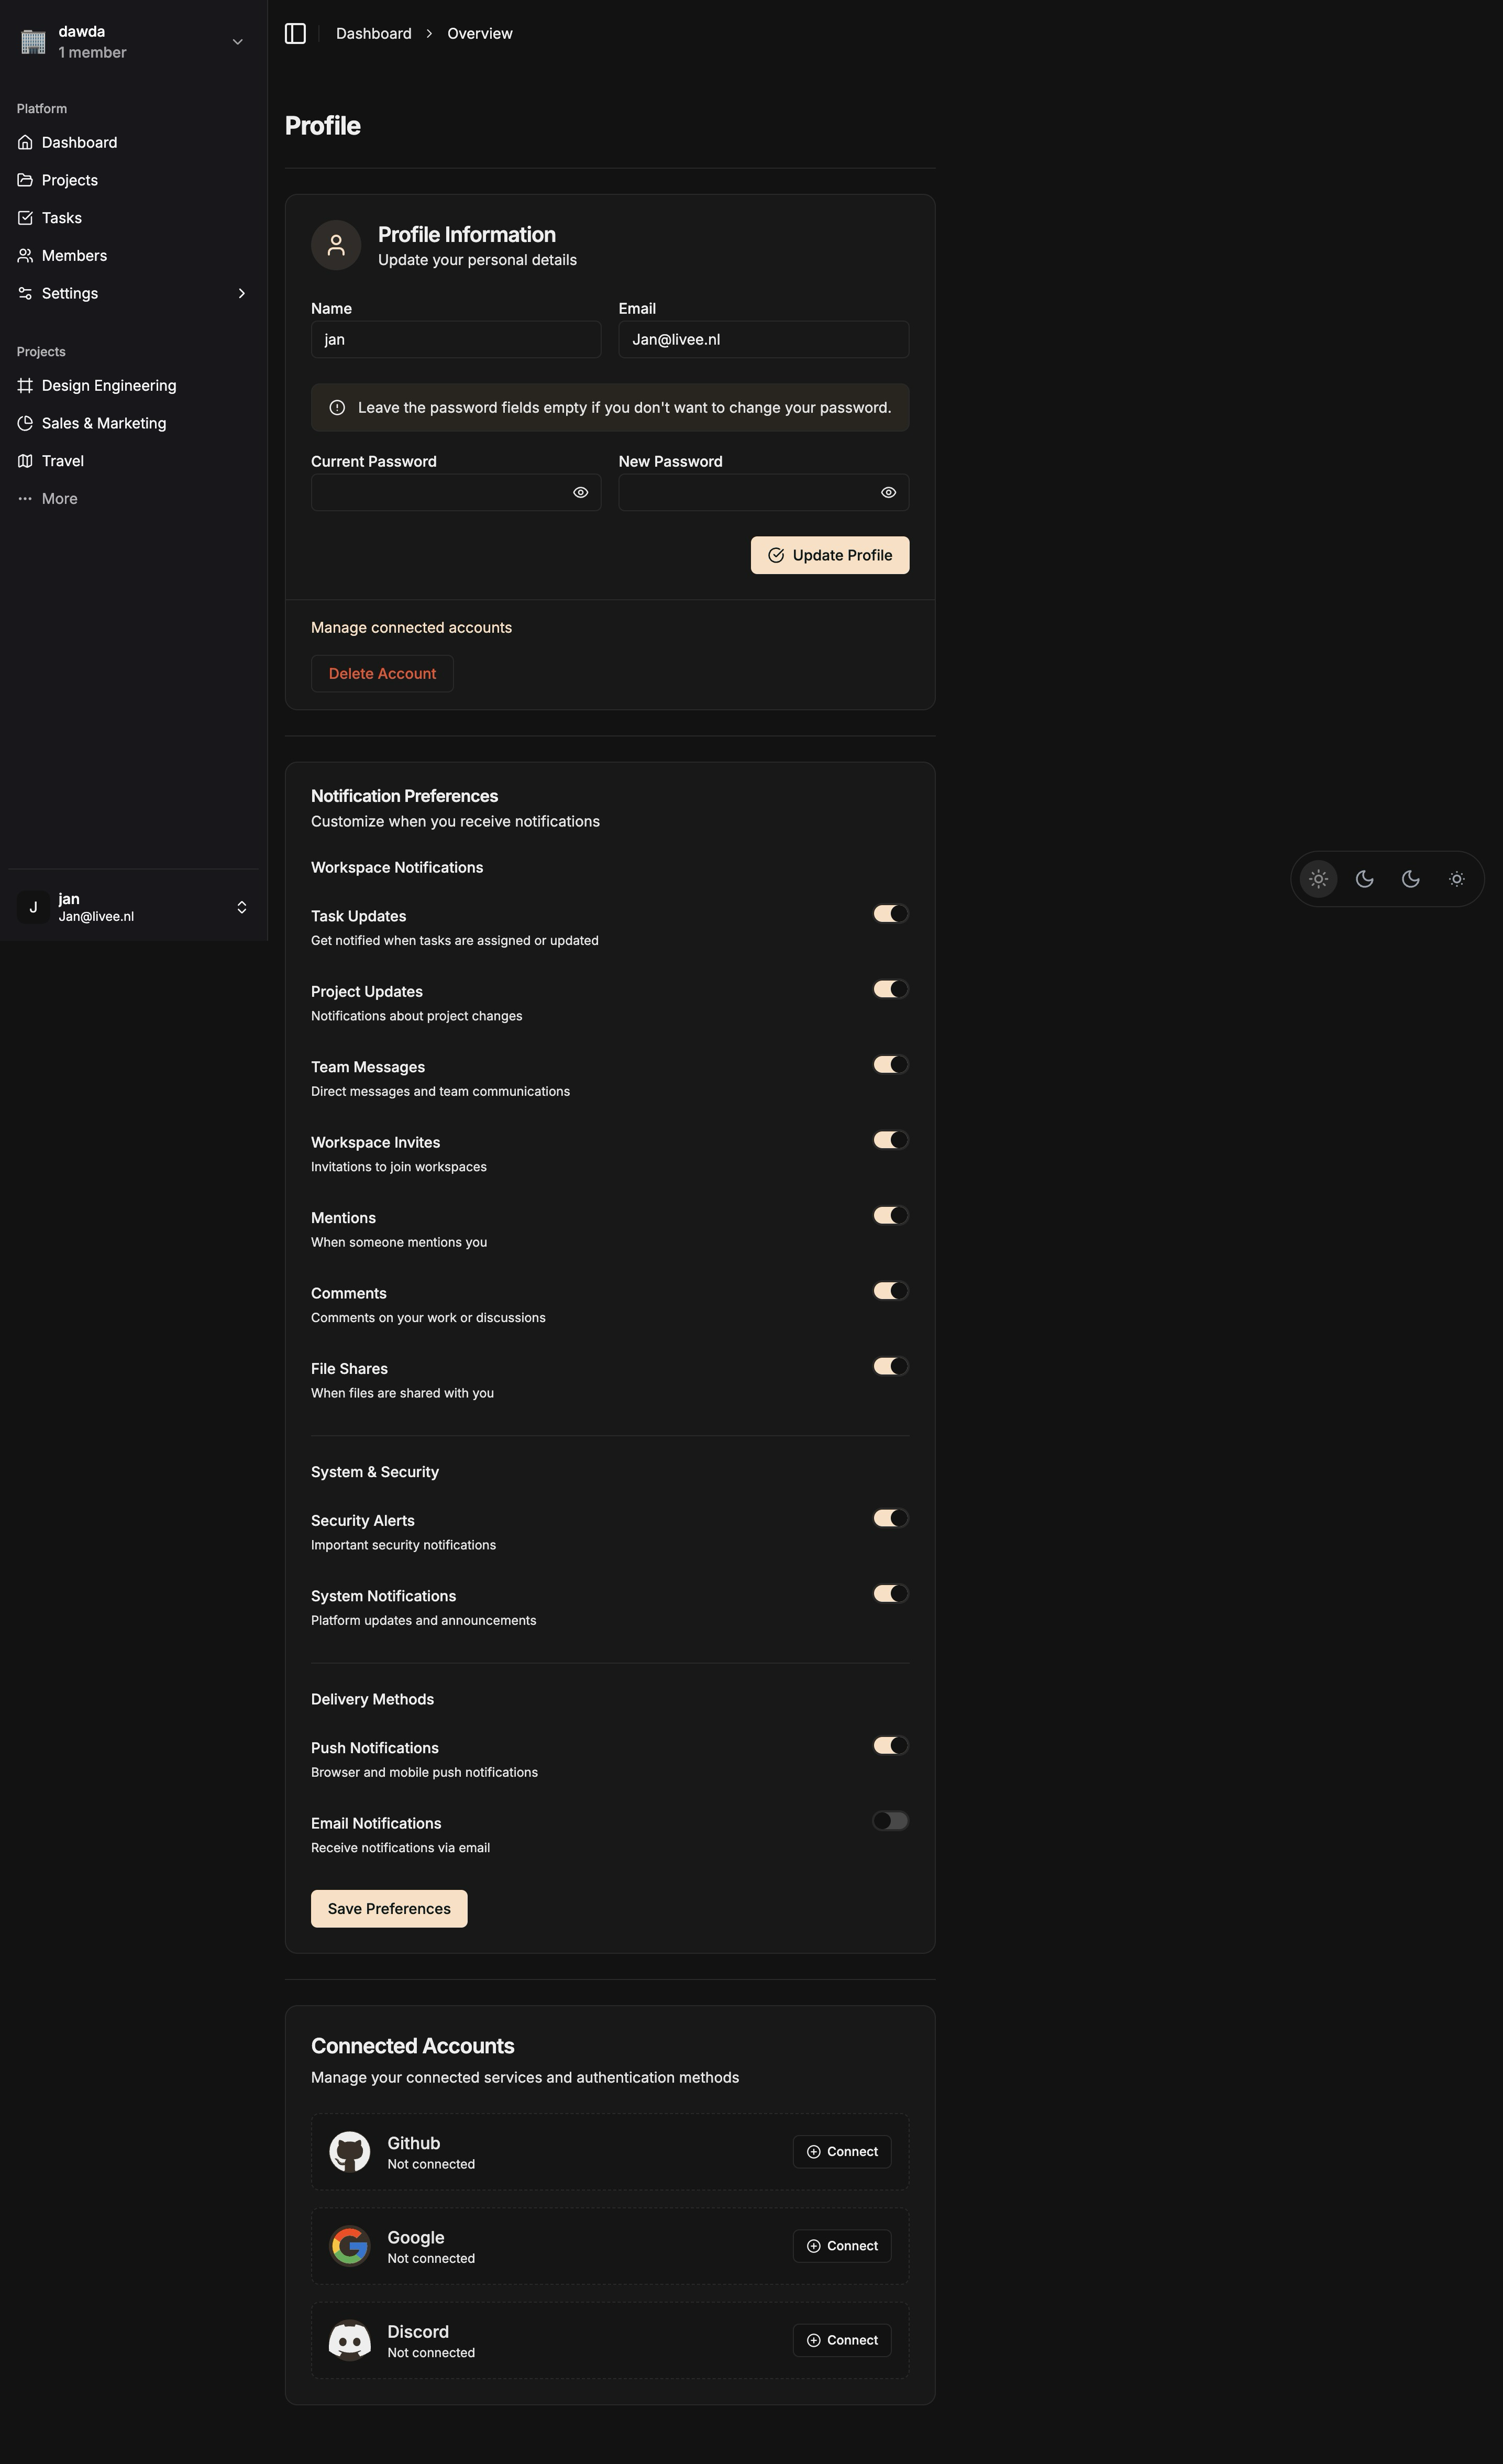 dawda
1 member
Platform
Dashboard
Projects
Tasks
Members
Settings
Projects
Design Engineering
Sales & Marketing
Travel
More
J
jan
Jan@livee.nl
Dashboard
Overview
Profile
Profile Information
Update your personal details
Name
Email
jan
Jan@livee.nl
Leave the password fields empty if you don't want to change your password.
Current Password
New Password
Update Profile
Manage connected accounts
Delete Account
Notification Preferences
Customize when you receive notifications
Workspace Notifications
Task Updates
Get notified when tasks are assigned or updated
Project Updates
Notifications about project changes
Team Messages
Direct messages and team communications
Workspace Invites
Invitations to join workspaces
Mentions
When someone mentions you
Comments
Comments on your work or discussions
File Shares
When files are shared with you
System & Security
Security Alerts
Important security notifications
System Notifications
Platform updates and announcements
Delivery Methods
Push Notifications
Browser and mobile push notifications
Email Notifications
Receive notifications via email
Save Preferences
Connected Accounts
Manage your connected services and authentication methods
Github
Not connected
Connect
Google
Not connected
Connect
Discord
Not connected
Connect